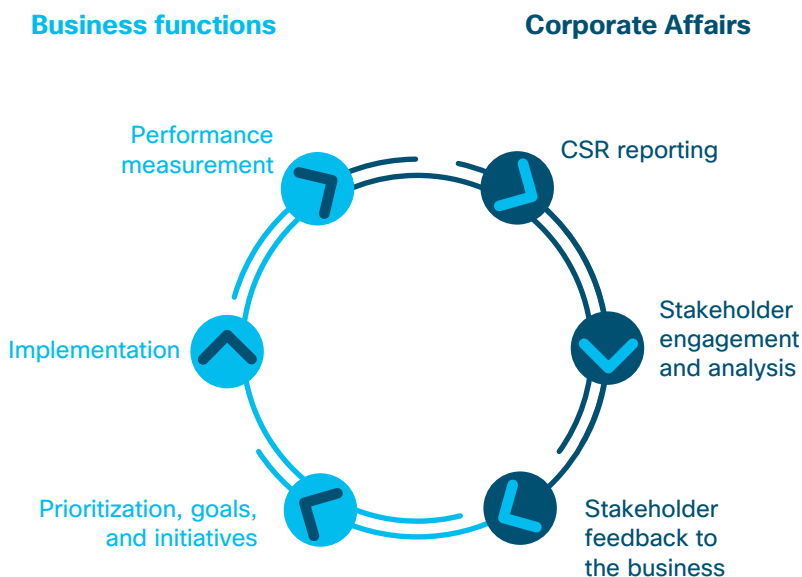 Business functions
Corporate Affairs
Performance
measurement
CSR reporting
Implementation
Stakeholder
engagement
and analysis
Prioritization, goals,
and initiatives
Stakeholder
feedback to
the business